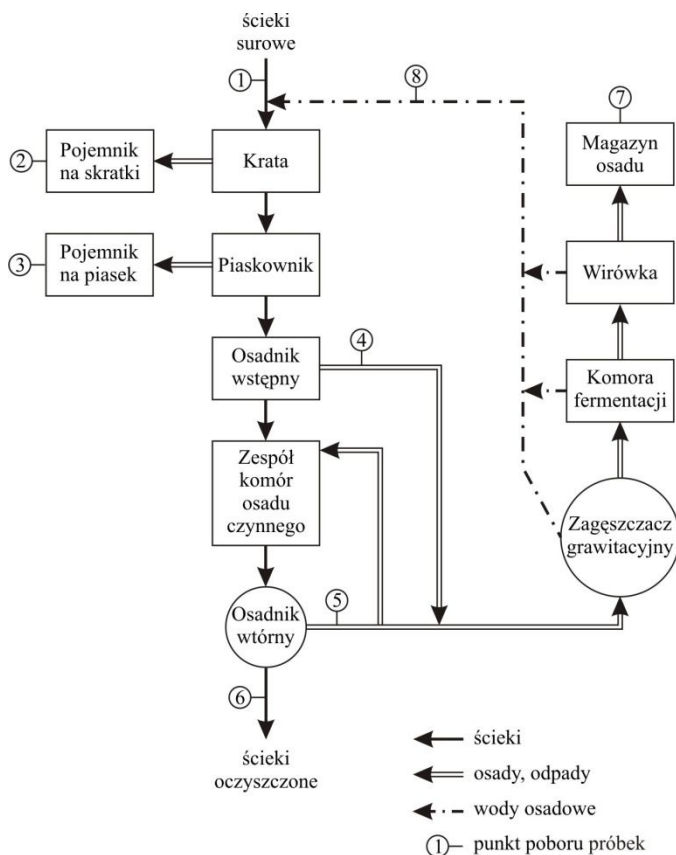 ścieki
surowe
1
8
7
2
Pojemnik
na skratki
Krata
Magazyn
osadu
3
Pojemnik
na piasek
Piaskownik
Wirówka
Osadnik
wstępny
4
Komora
fermentacji
Zespół
komór
osadu
czynnego
Zagęszczacz
grawitacyjny
Osadnik
wtórny
5
6
ścieki
oczyszczone
ścieki
osady, odpady
wody osadowe
1 punkt poboru próbek